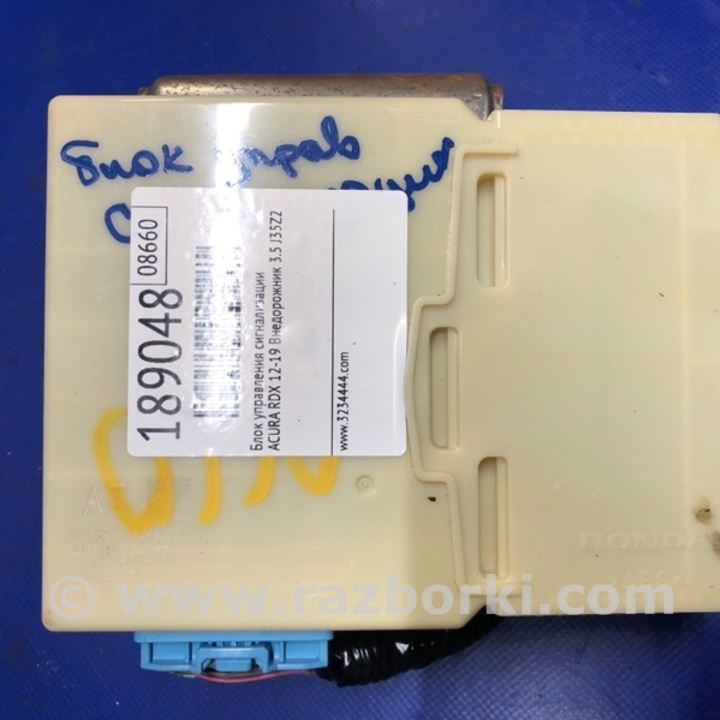 Блок управ
189048
08660
Блок управления сигнализации
ACURA RDX 12-19 Внедорожник 3.5 J35Z2
www.3234444.com
HONDA
© www.razborki.com